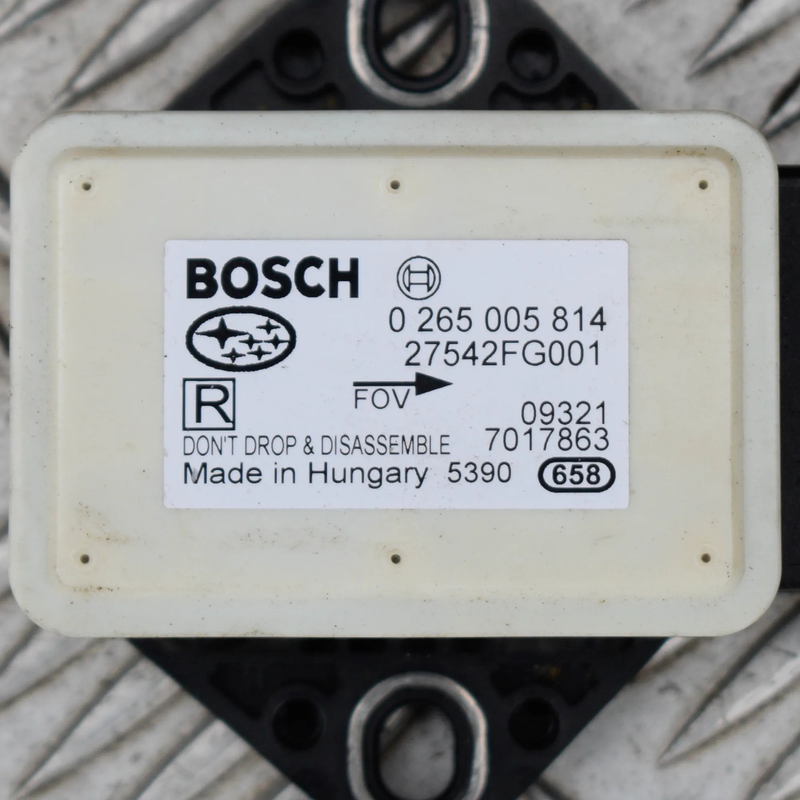 BOSCH
0 265 005 814
27542FG001
R
FOV
09321
7017863
DON'T DROP & DISASSEMBLE
Made in Hungary 5390 658